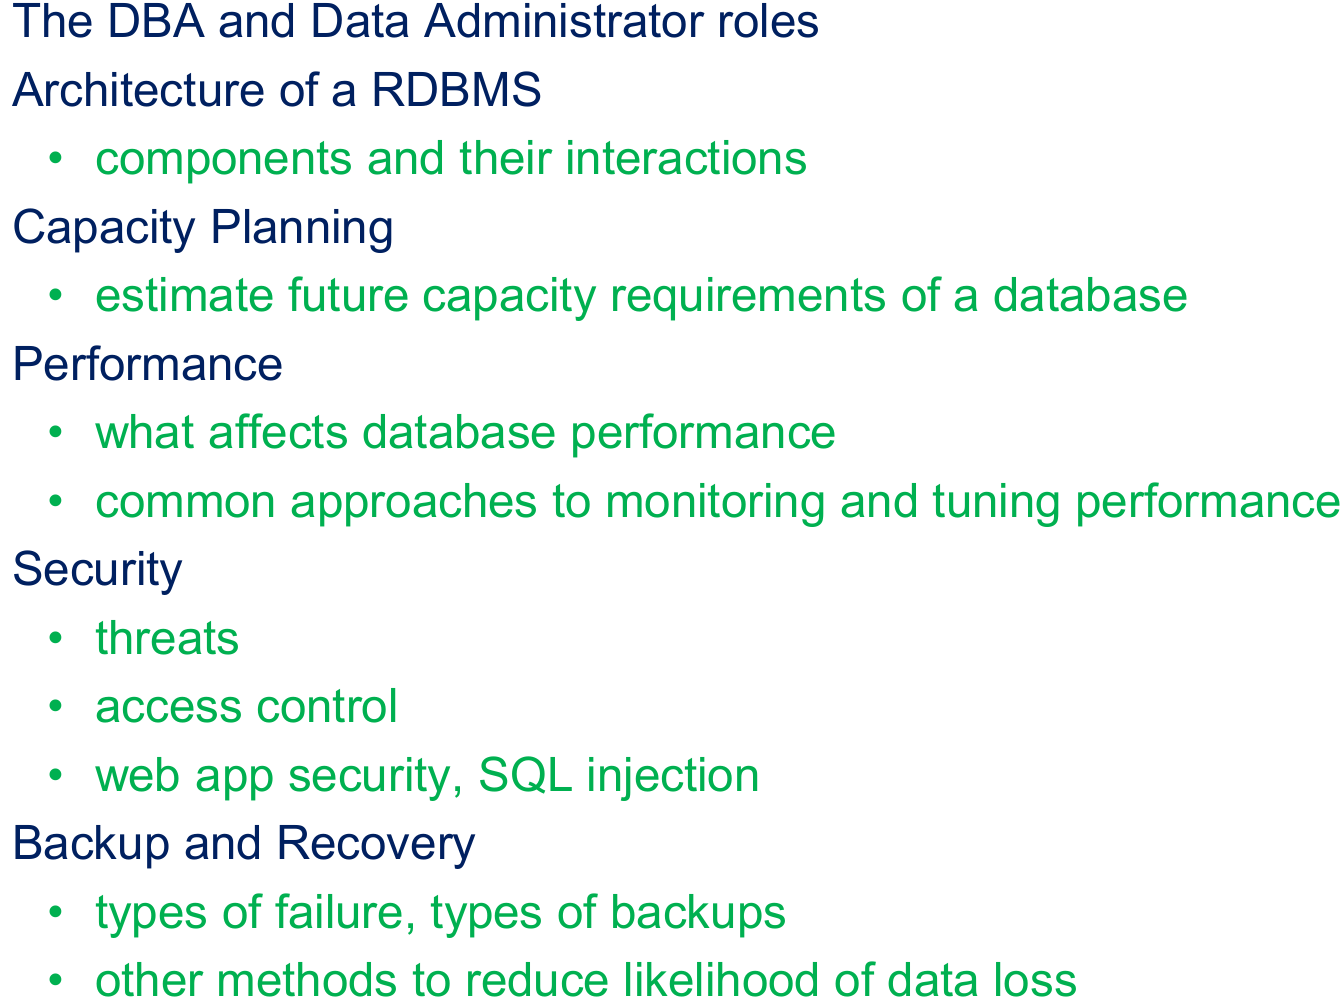 The DBA and Data Administrator roles
Architecture of a RDBMS
• components and their interactions
Capacity Planning
• estimate future capacity requirements of a database
Performance
• what affects database performance
• common approaches to monitoring and tuning performance
Security
• threats
• access control
• web app security, SQL injection
Backup and Recovery
• types of failure, types of backups
• other methods to reduce likelihood of data loss